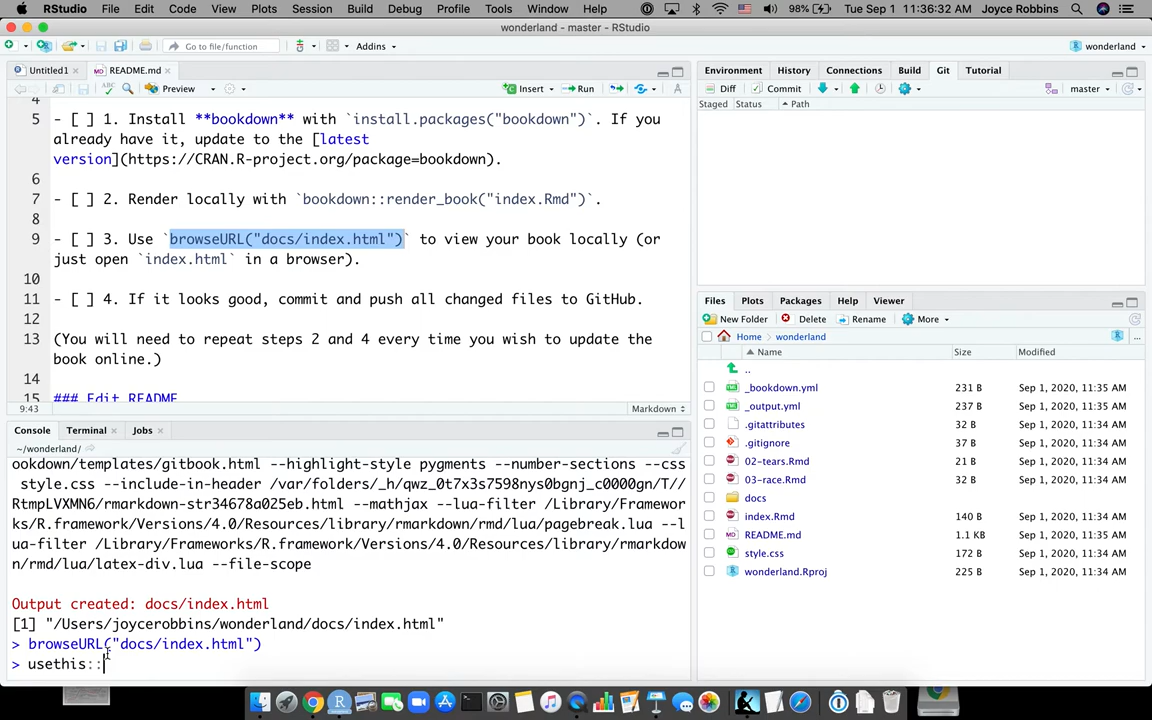 RStudio File Edit Code View Plots Session Build Debug Profile Tools Window Help 98% Tue Sep 1 11:36:32 AM Joyce Robbins
wonderland - master - RStudio
Go to file/function Addins wonderland
Untitled1 README.md
Preview Insert Run
4
5 - [ ] 1. Install **bookdown** with `install.packages("bookdown")`. If you
already have it, update to the [latest
version](https://CRAN.R-project.org/package=bookdown).
6
7 - [ ] 2. Render locally with `bookdown::render_book("index.Rmd")`.
8
9 - [ ] 3. Use `browseURL("docs/index.html")` to view your book locally (or
just open `index.html` in a browser).
10
11 - [ ] 4. If it looks good, commit and push all changed files to GitHub.
12
13 (You will need to repeat steps 2 and 4 every time you wish to update the
book online.)
14
15 ### Edit README
9:43 Markdown
Console Terminal Jobs
~/wonderland/
ookdown/templates/gitbook.html --highlight-style pygments --number-sections --css
style.css --include-in-header /var/folders/_h/qwz_0t7x3s7598nys0bgnj_c0000gn/T//
RtmpLVXMN6/rmarkdown-str34678a025eb.html --mathjax --lua-filter /Library/Framewor
ks/R.framework/Versions/4.0/Resources/library/rmarkdown/rmd/lua/pagebreak.lua --l
ua-filter /Library/Frameworks/R.framework/Versions/4.0/Resources/library/rmarkdow
n/rmd/lua/latex-div.lua --file-scope
Output created: docs/index.html
[1] "/Users/joycerobbins/wonderland/docs/index.html"
> browseURL("docs/index.html")
> usethis::
Environment History Connections Build Git Tutorial
Diff Commit master
Staged Status Path
Files Plots Packages Help Viewer
New Folder Delete Rename More
Home wonderland ...
Name Size Modified
..
_bookdown.yml 231 B Sep 1, 2020, 11:35 AM
_output.yml 237 B Sep 1, 2020, 11:35 AM
.gitattributes 32 B Sep 1, 2020, 11:34 AM
.gitignore 37 B Sep 1, 2020, 11:34 AM
02-tears.Rmd 21 B Sep 1, 2020, 11:34 AM
03-race.Rmd 32 B Sep 1, 2020, 11:34 AM
docs
index.Rmd 140 B Sep 1, 2020, 11:34 AM
README.md 1.1 KB Sep 1, 2020, 11:34 AM
style.css 172 B Sep 1, 2020, 11:34 AM
wonderland.Rproj 225 B Sep 1, 2020, 11:34 AM